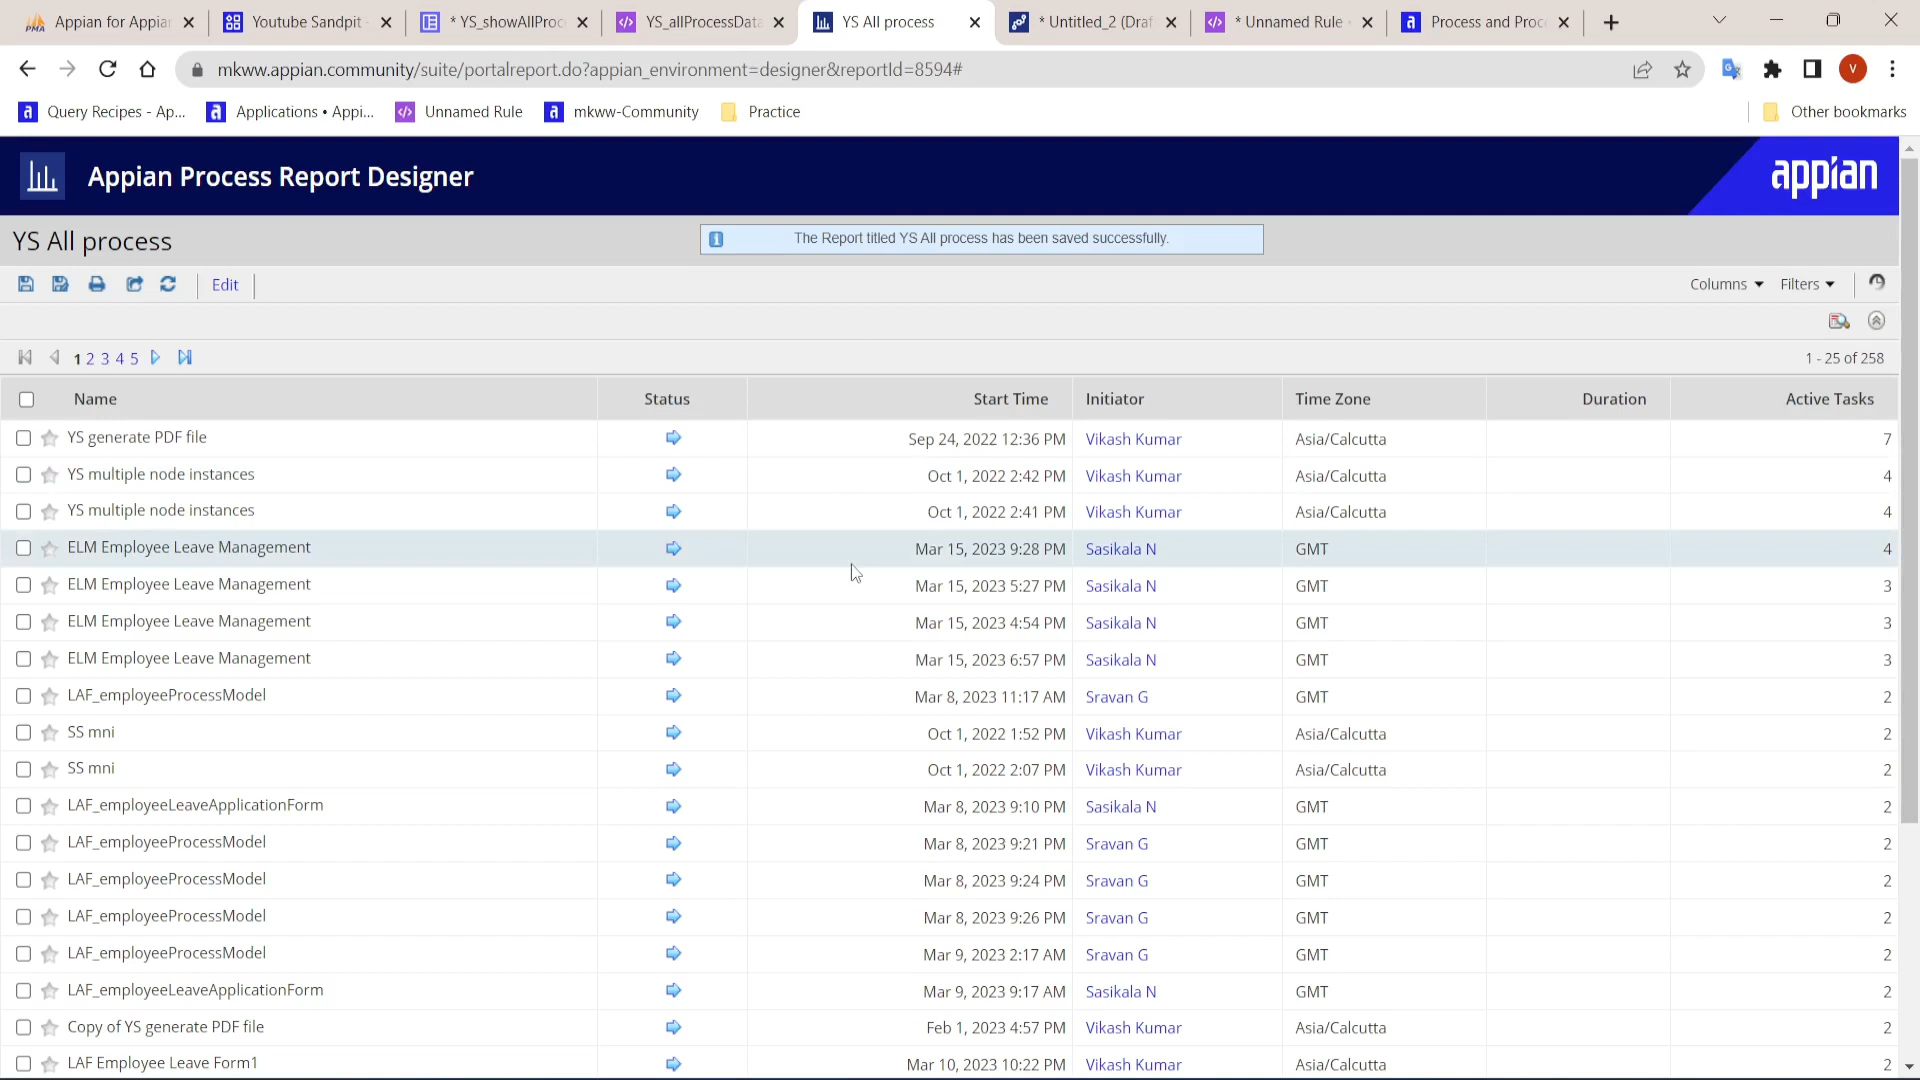 Appian for Appian
Youtube Sandpit -
* YS_showAllProc
YS_allProcessData
YS All process
* Untitled_2 (Draf
* Unnamed Rule
Process and Proc
mkww.appian.community/suite/portalreport.do?appian_environment=designer&reportId=8594#
V
Query Recipes - Ap...
Applications • Appi...
Unnamed Rule
mkww-Community
Practice
Other bookmarks
Appian Process Report Designer
appian
YS All process
The Report titled YS All process has been saved successfully.
Edit
Columns
Filters
1 2 3 4 5
1 - 25 of 258
Name Status Start Time Initiator Time Zone Duration Active Tasks
YS generate PDF file Sep 24, 2022 12:36 PM Vikash Kumar Asia/Calcutta 7
YS multiple node instances Oct 1, 2022 2:42 PM Vikash Kumar Asia/Calcutta 4
YS multiple node instances Oct 1, 2022 2:41 PM Vikash Kumar Asia/Calcutta 4
ELM Employee Leave Management Mar 15, 2023 9:28 PM Sasikala N GMT 4
ELM Employee Leave Management Mar 15, 2023 5:27 PM Sasikala N GMT 3
ELM Employee Leave Management Mar 15, 2023 4:54 PM Sasikala N GMT 3
ELM Employee Leave Management Mar 15, 2023 6:57 PM Sasikala N GMT 3
LAF_employeeProcessModel Mar 8, 2023 11:17 AM Sravan G GMT 2
SS mni Oct 1, 2022 1:52 PM Vikash Kumar Asia/Calcutta 2
SS mni Oct 1, 2022 2:07 PM Vikash Kumar Asia/Calcutta 2
LAF_employeeLeaveApplicationForm Mar 8, 2023 9:10 PM Sasikala N GMT 2
LAF_employeeProcessModel Mar 8, 2023 9:21 PM Sravan G GMT 2
LAF_employeeProcessModel Mar 8, 2023 9:24 PM Sravan G GMT 2
LAF_employeeProcessModel Mar 8, 2023 9:26 PM Sravan G GMT 2
LAF_employeeProcessModel Mar 9, 2023 2:17 AM Sravan G GMT 2
LAF_employeeLeaveApplicationForm Mar 9, 2023 9:17 AM Sasikala N GMT 2
Copy of YS generate PDF file Feb 1, 2023 4:57 PM Vikash Kumar Asia/Calcutta 2
LAF Employee Leave Form1 Mar 10, 2023 10:22 PM Vikash Kumar Asia/Calcutta 2